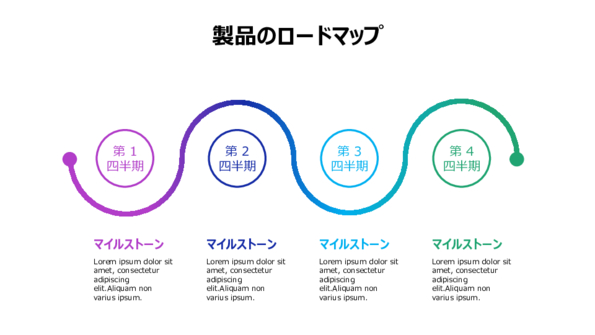 製品のロードマップ
第 1
四半期
第 2
四半期
第 3
四半期
第 4
四半期
マイルストーン
Lorem ipsum dolor sit
amet, consectetur
adipiscing
elit.Aliquam non
varius ipsum.
マイルストーン
Lorem ipsum dolor sit
amet, consectetur
adipiscing
elit.Aliquam non
varius ipsum.
マイルストーン
Lorem ipsum dolor sit
amet, consectetur
adipiscing
elit.Aliquam non
varius ipsum.
マイルストーン
Lorem ipsum dolor sit
amet, consectetur
adipiscing
elit.Aliquam non
varius ipsum.